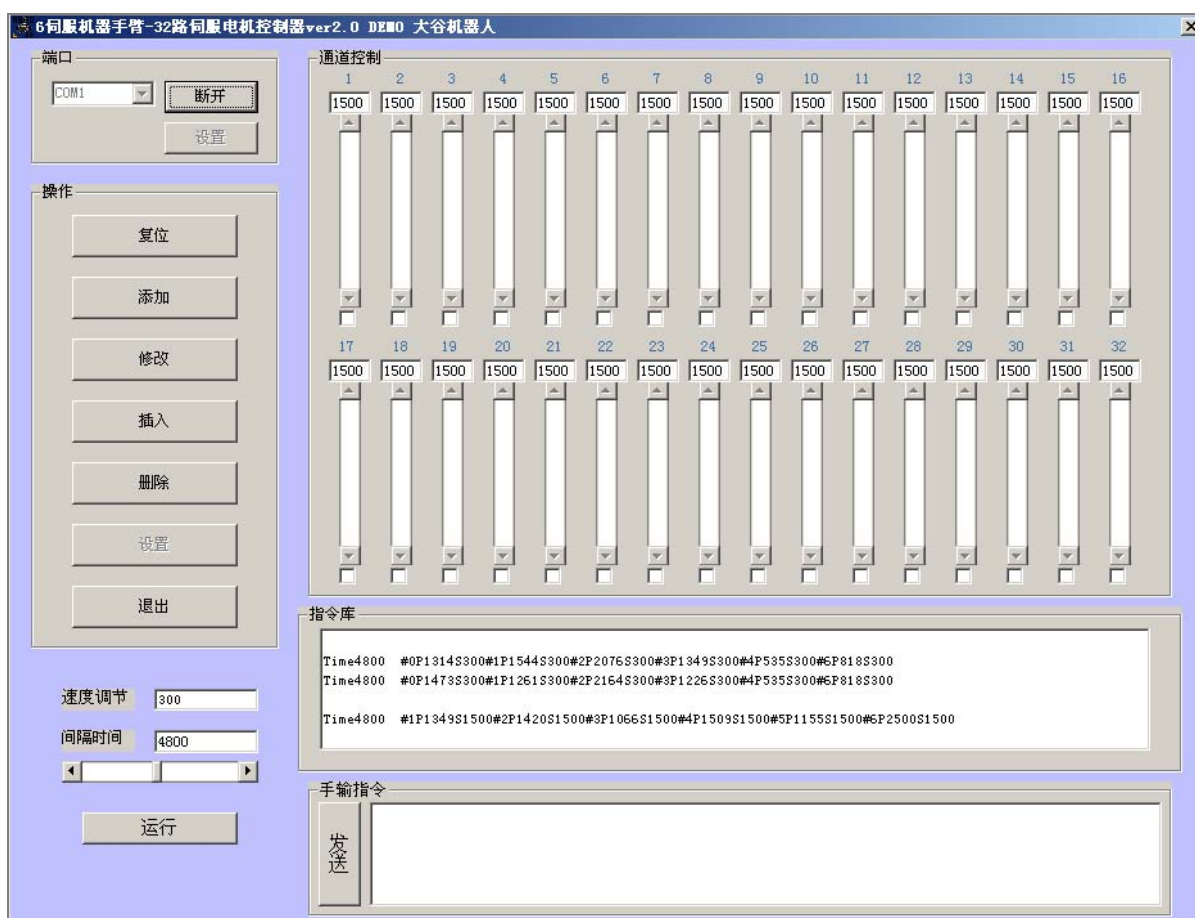 6伺服机器手臂-32路伺服电机控制器ver2.0 DEMO 大谷机器人
端口
COM1
断开
设置
操作
复位
添加
修改
插入
删除
设置
退出
速度调节 300
间隔时间 4800
运行
通道控制
1 2 3 4 5 6 7 8 9 10 11 12 13 14 15 16
1500 1500 1500 1500 1500 1500 1500 1500 1500 1500 1500 1500 1500 1500 1500 1500
17 18 19 20 21 22 23 24 25 26 27 28 29 30 31 32
1500 1500 1500 1500 1500 1500 1500 1500 1500 1500 1500 1500 1500 1500 1500 1500
指令库
Time4800 #0P1314S300#1P1544S300#2P2076S300#3P1349S300#4P535S300#6P818S300
Time4800 #0P1473S300#1P1261S300#2P2164S300#3P1226S300#4P535S300#6P818S300
Time4800 #1P1349S1500#2P1420S1500#3P1066S1500#4P1509S1500#5P1155S1500#6P2500S1500
手输指令
发送